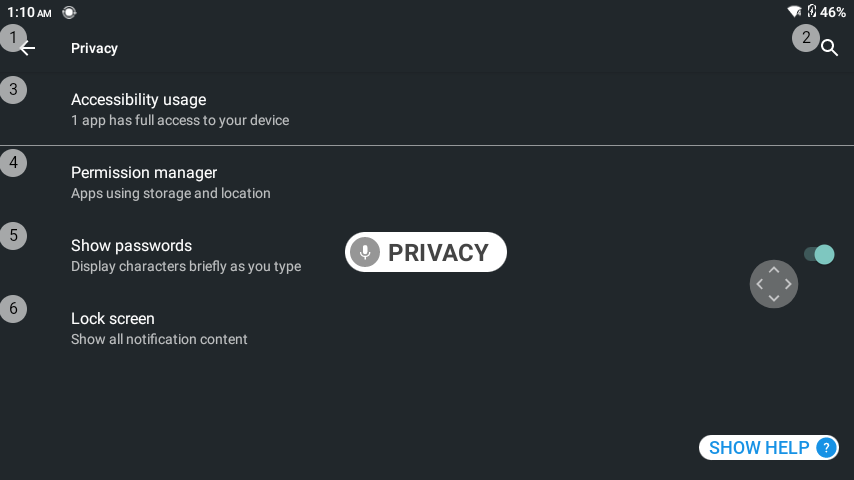 1:10 AM
46%
1
Privacy
2
3
Accessibility usage
1 app has full access to your device
4
Permission manager
Apps using storage and location
5
Show passwords
Display characters briefly as you type
PRIVACY
6
Lock screen
Show all notification content
SHOW HELP ?